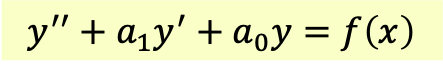 y″ + a₁y′ + a₀y = f(x)